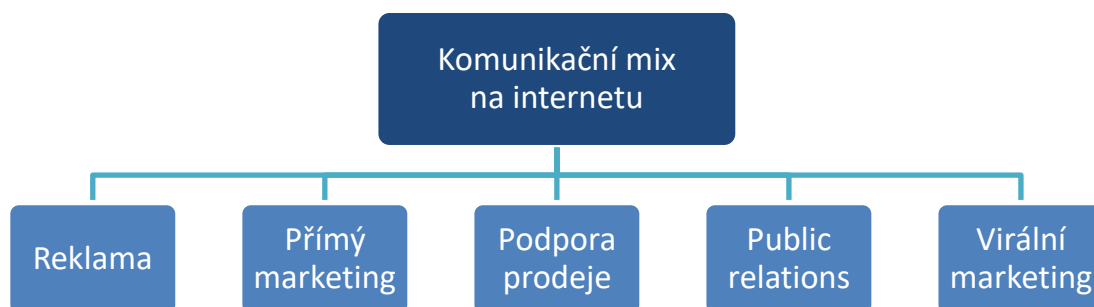 Komunikační mix
na internetu
Reklama
Přímý
marketing
Podpora
prodeje
Public
relations
Virální
marketing